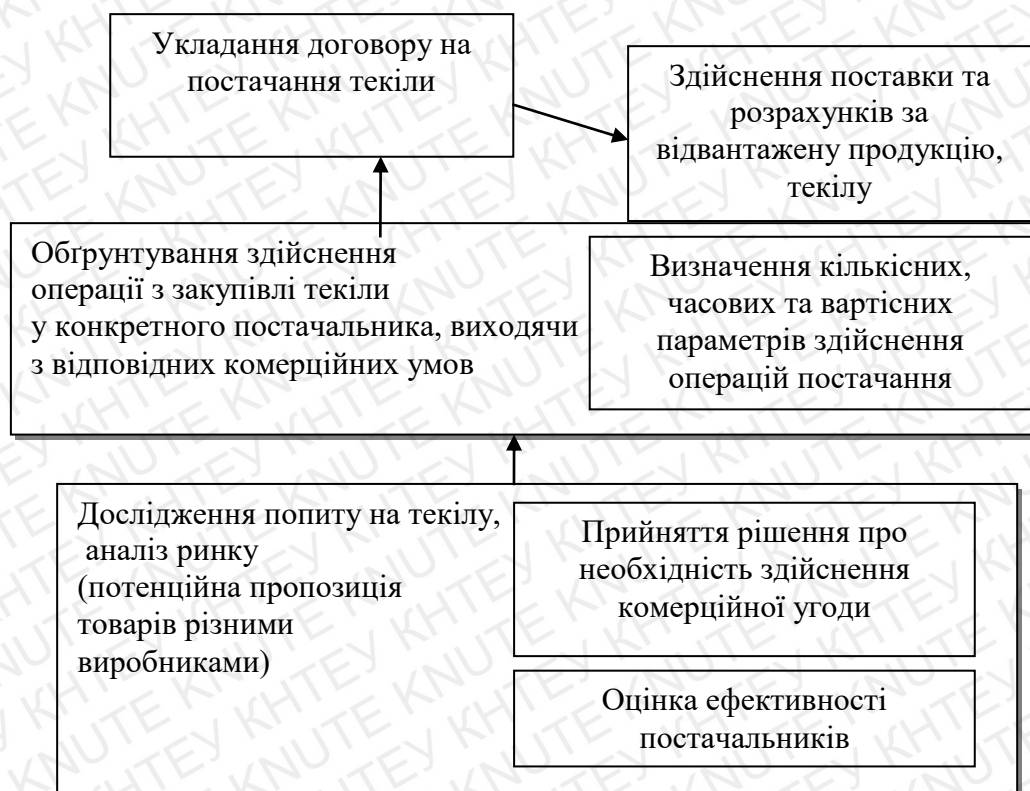 Укладання договору на
постачання текіли
Здійснення поставки та
розрахунків за
відвантажену продукцію,
текілу
Обґрунтування здійснення
операції з закупівлі текіли
у конкретного постачальника, виходячи
з відповідних комерційних умов
Визначення кількісних,
часових та вартісних
параметрів здійснення
операцій постачання
Дослідження попиту на текілу,
аналіз ринку
(потенційна пропозиція
товарів різними
виробниками)
Прийняття рішення про
необхідність здійснення
комерційної угоди
Оцінка ефективності
постачальників